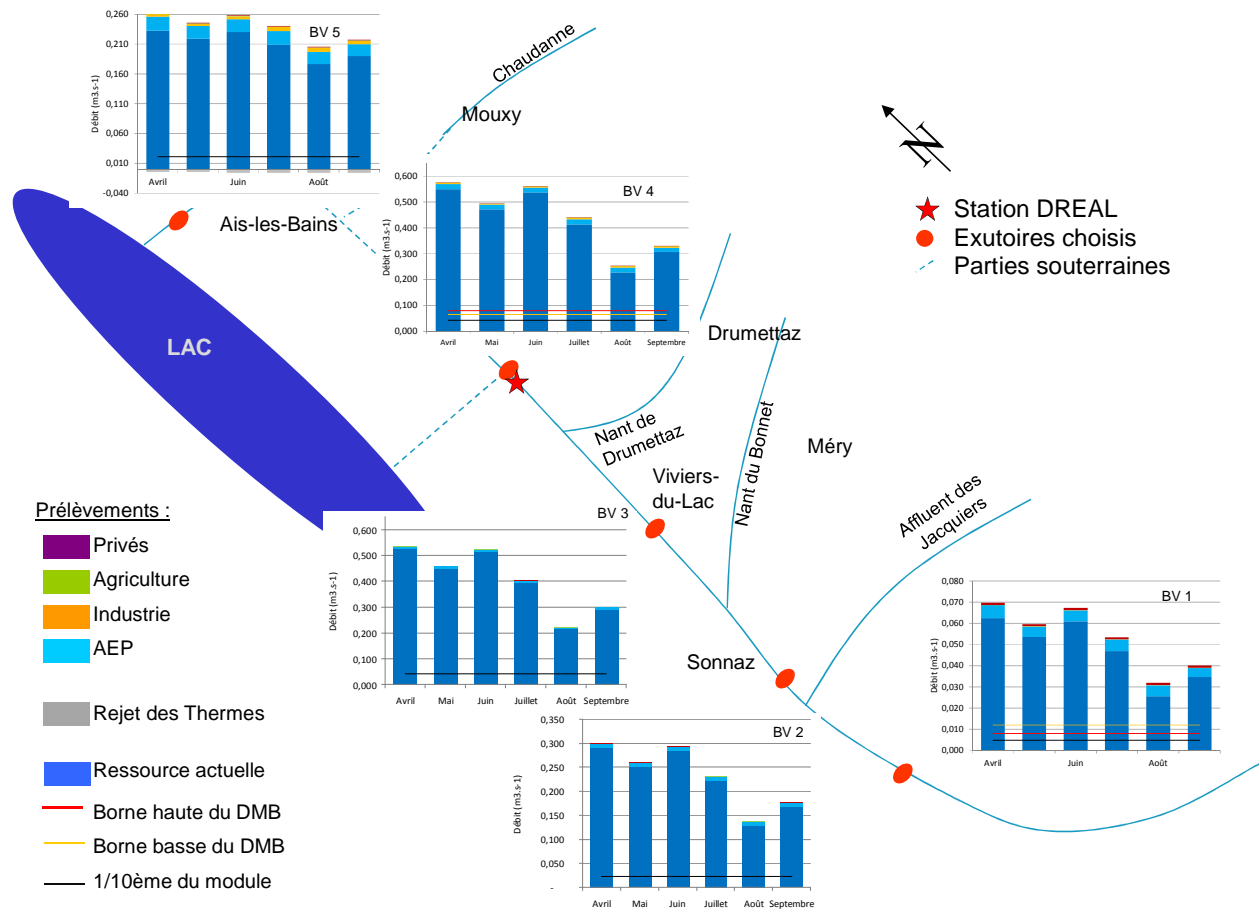 0,260
0,210
0,160
0,110
0,060
0,010
-0,040
Débit (m3.s-1)
BV 5
Avril
Juin
Août
Chaudanne
Mouxy
N
Station DREAL
Exutoires choisis
Parties souterraines
Ais-les-Bains
0,600
0,500
0,400
0,300
0,200
0,100
0,000
Débit (m3.s-1)
BV 4
Avril
Mai
Juin
Juillet
Août
Septembre
LAC
Drumettaz
Nant de
Drumettaz
Nant du Bonnet
Méry
Viviers-
du-Lac
Affluent des
Jacquiers
Sonnaz
Prélèvements :
Privés
Agriculture
Industrie
AEP
Rejet des Thermes
Ressource actuelle
Borne haute du DMB
Borne basse du DMB
1/10ème du module
BV 3
0,600
0,500
0,400
0,300
0,200
0,100
0,000
Débit (m3.s-1)
Avril
Mai
Juin
Juillet
Août
Septembre
BV 1
0,080
0,070
0,060
0,050
0,040
0,030
0,020
0,010
0,000
Débit (m3.s-1)
Avril
Juin
Août
BV 2
0,350
0,300
0,250
0,200
0,150
0,100
0,050
-
Débit (m3.s-1)
Avril
Mai
Juin
Juillet
Août
Septembre